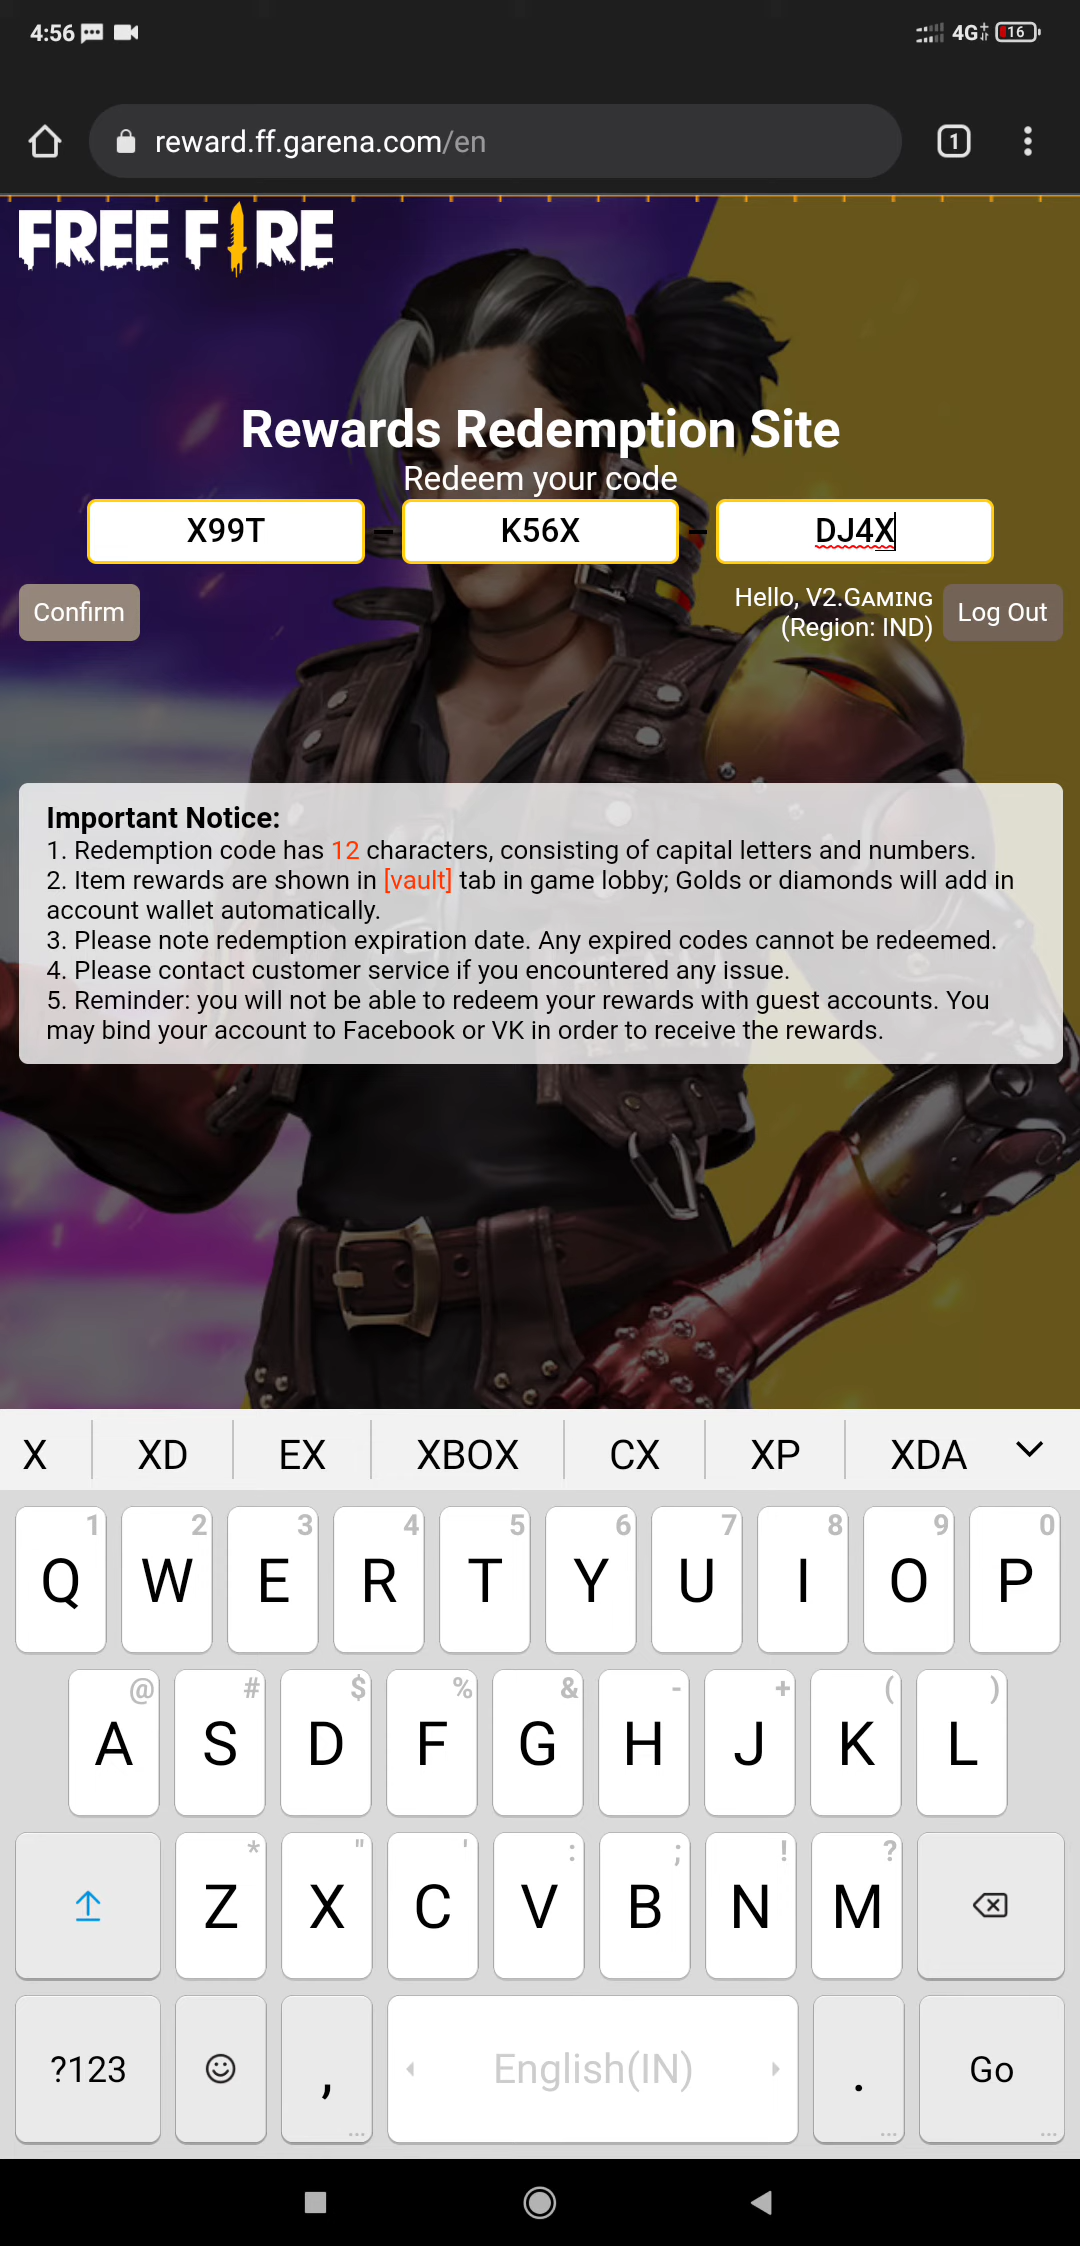 4:56
4G+ 16
reward.ff.garena.com/en
1
FREE FIRE
Rewards Redemption Site
Redeem your code
X99T - K56X - DJ4X
Confirm
Hello, V2.Gᴀᴍɪɴɢ
(Region: IND)
Log Out
Important Notice:
1. Redemption code has 12 characters, consisting of capital letters and numbers.
2. Item rewards are shown in [vault] tab in game lobby; Golds or diamonds will add in
account wallet automatically.
3. Please note redemption expiration date. Any expired codes cannot be redeemed.
4. Please contact customer service if you encountered any issue.
5. Reminder: you will not be able to redeem your rewards with guest accounts. You
may bind your account to Facebook or VK in order to receive the rewards.
X XD EX XBOX CX XP XDA
1 2 3 4 5 6 7 8 9 0
Q W E R T Y U I O P
@ # $ % & - + ( )
A S D F G H J K L
* " ' : ; ! ?
Z X C V B N M
?123 , English(IN) . Go